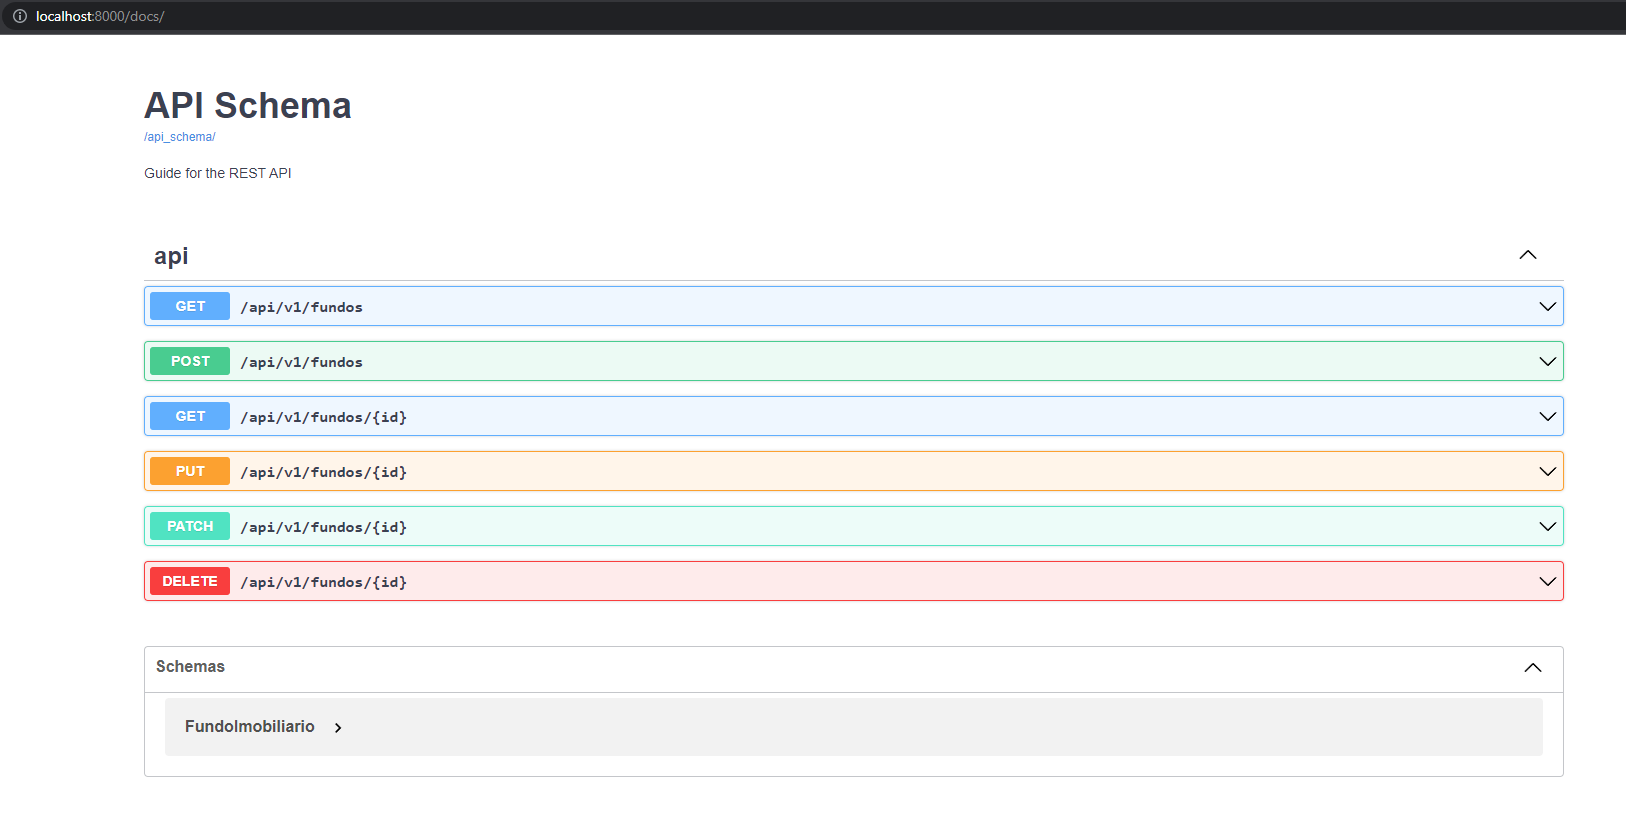 localhost:8000/docs/
API Schema
/api_schema/
Guide for the REST API
api
GET /api/v1/fundos
POST /api/v1/fundos
GET /api/v1/fundos/{id}
PUT /api/v1/fundos/{id}
PATCH /api/v1/fundos/{id}
DELETE /api/v1/fundos/{id}
Schemas
FundoImobiliario